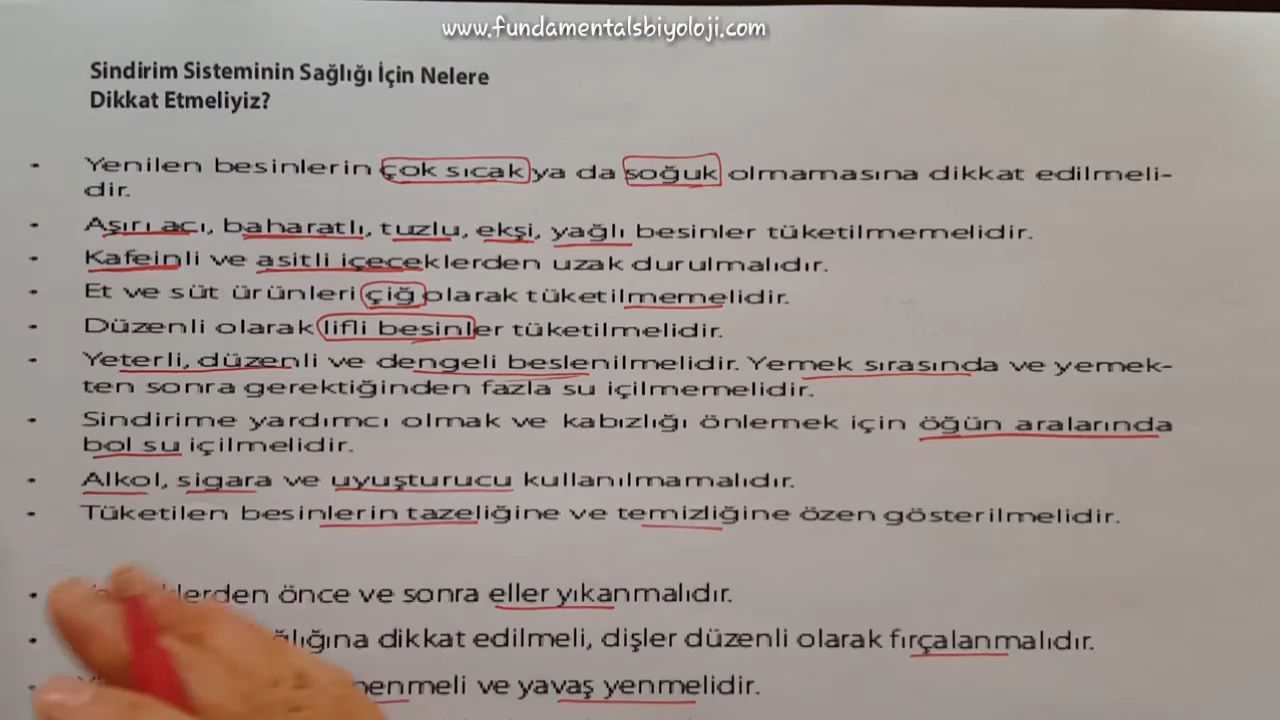 www.fundamentalsbiyoloji.com
Sindirim Sisteminin Sağlığı İçin Nelere
Dikkat Etmeliyiz?
- Yenilen besinlerin çok sıcak ya da soğuk olmamasına dikkat edilmeli-
dir.
- Aşırı acı, baharatlı, tuzlu, ekşi, yağlı besinler tüketilmemelidir.
- Kafeinli ve asitli içeceklerden uzak durulmalıdır.
- Et ve süt ürünleri çiğ olarak tüketilmemelidir.
- Düzenli olarak lifli besinler tüketilmelidir.
- Yeterli, düzenli ve dengeli beslenilmelidir. Yemek sırasında ve yemek-
ten sonra gerektiğinden fazla su içilmemelidir.
- Sindirime yardımcı olmak ve kabızlığı önlemek için öğün aralarında
bol su içilmelidir.
- Alkol, sigara ve uyuşturucu kullanılmamalıdır.
- Tüketilen besinlerin tazeliğine ve temizliğine özen gösterilmelidir.
- önce ve sonra eller yıkanmalıdır.
- dikkat edilmeli, dişler düzenli olarak fırçalanmalıdır.
- ve yavaş yenmelidir.